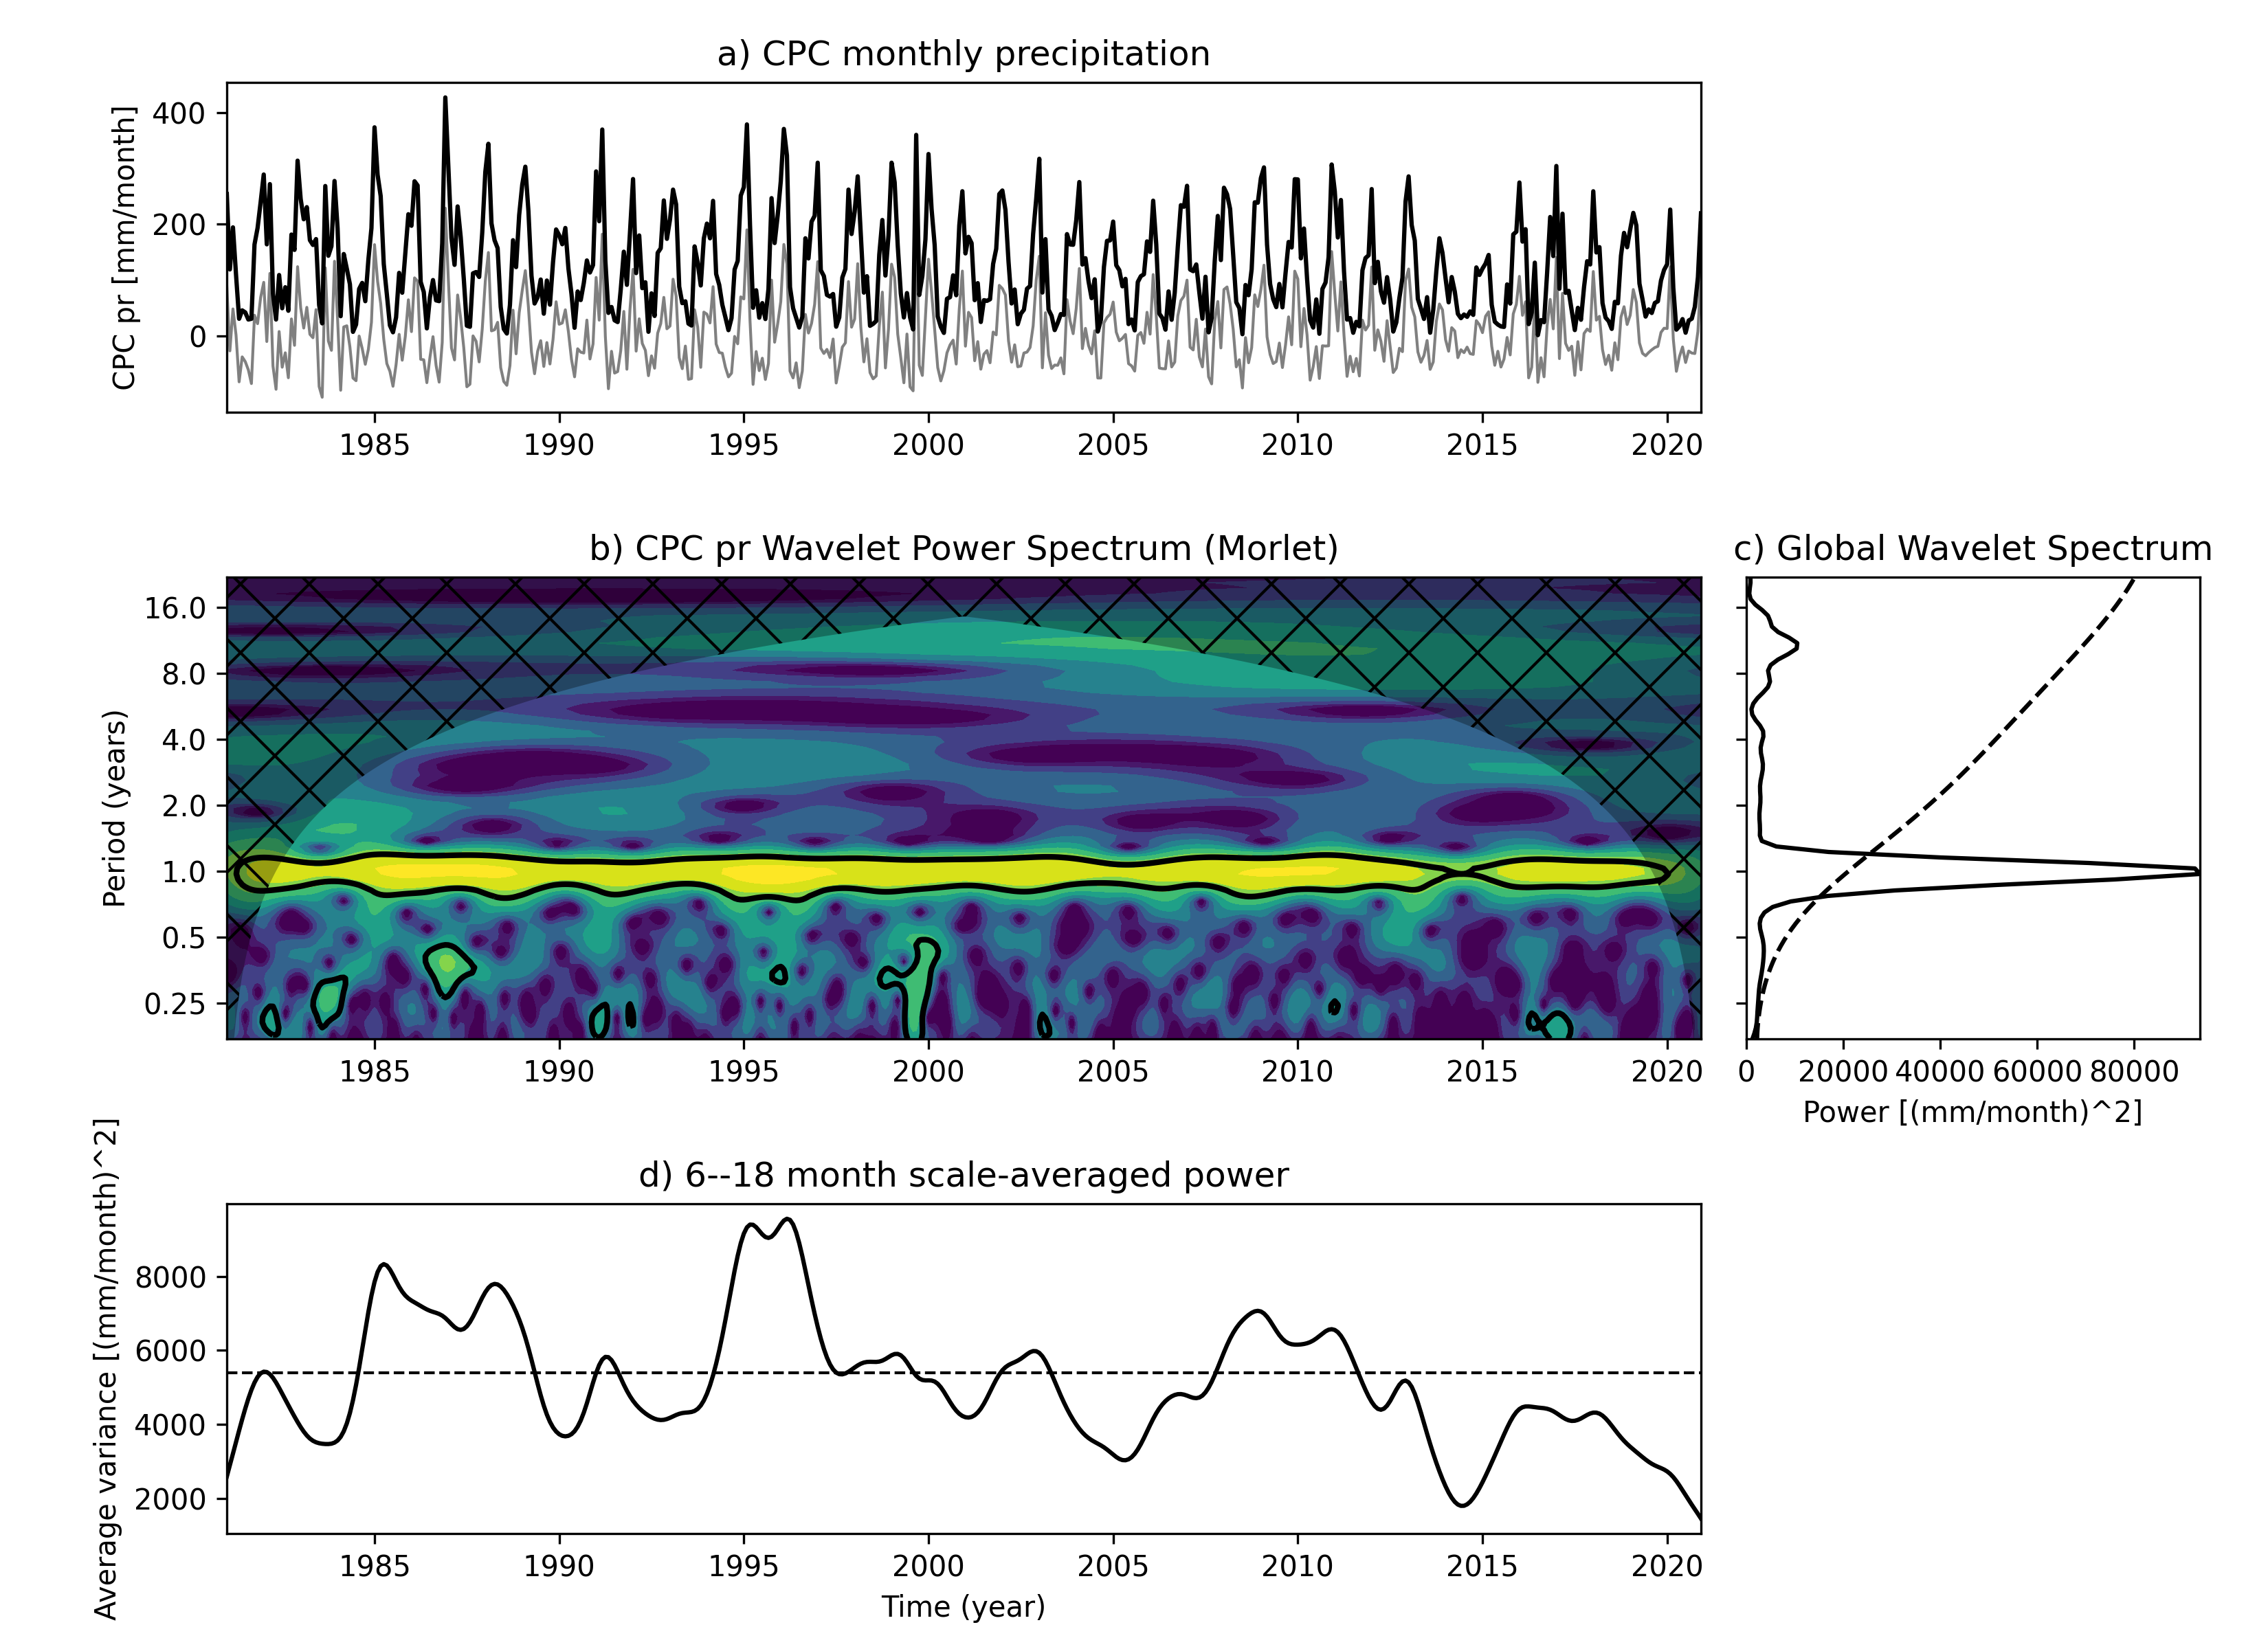 a) CPC monthly precipitation
CPC pr [mm/month]
400
200
0
1985 1990 1995 2000 2005 2010 2015 2020
b) CPC pr Wavelet Power Spectrum (Morlet)
Period (years)
16.0
8.0
4.0
2.0
1.0
0.5
0.25
1985 1990 1995 2000 2005 2010 2015 2020
c) Global Wavelet Spectrum
0 20000 40000 60000 80000
Power [(mm/month)^2]
d) 6--18 month scale-averaged power
Average variance [(mm/month)^2]
8000
6000
4000
2000
1985 1990 1995 2000 2005 2010 2015 2020
Time (year)